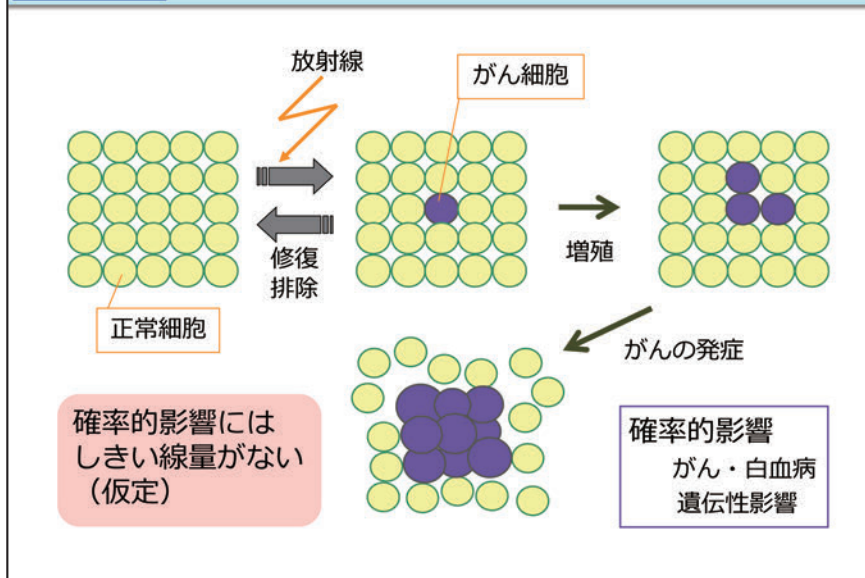 放射線
がん細胞
修復
排除
増殖
正常細胞
がんの発症
確率的影響には
しきい線量がない
（仮定）
確率的影響
がん・白血病
遺伝性影響